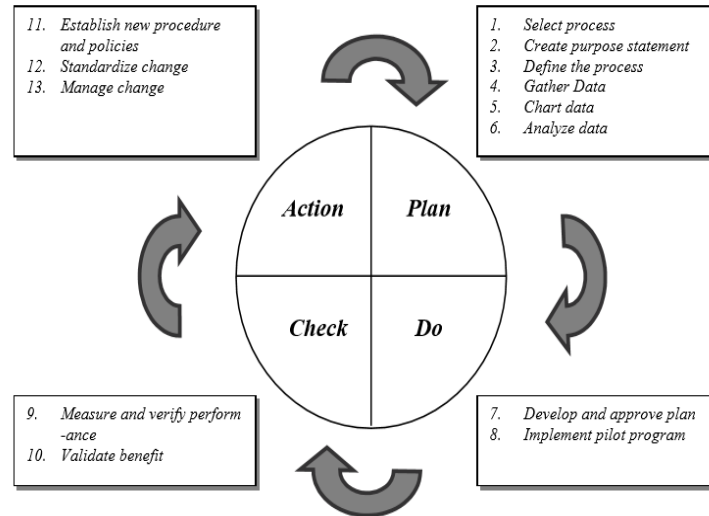 11. Establish new procedure
and policies
12. Standardize change
13. Manage change
1. Select process
2. Create purpose statement
3. Define the process
4. Gather Data
5. Chart data
6. Analyze data
Action
Plan
Check
Do
9. Measure and verify perform
-ance
10. Validate benefit
7. Develop and approve plan
8. Implement pilot program